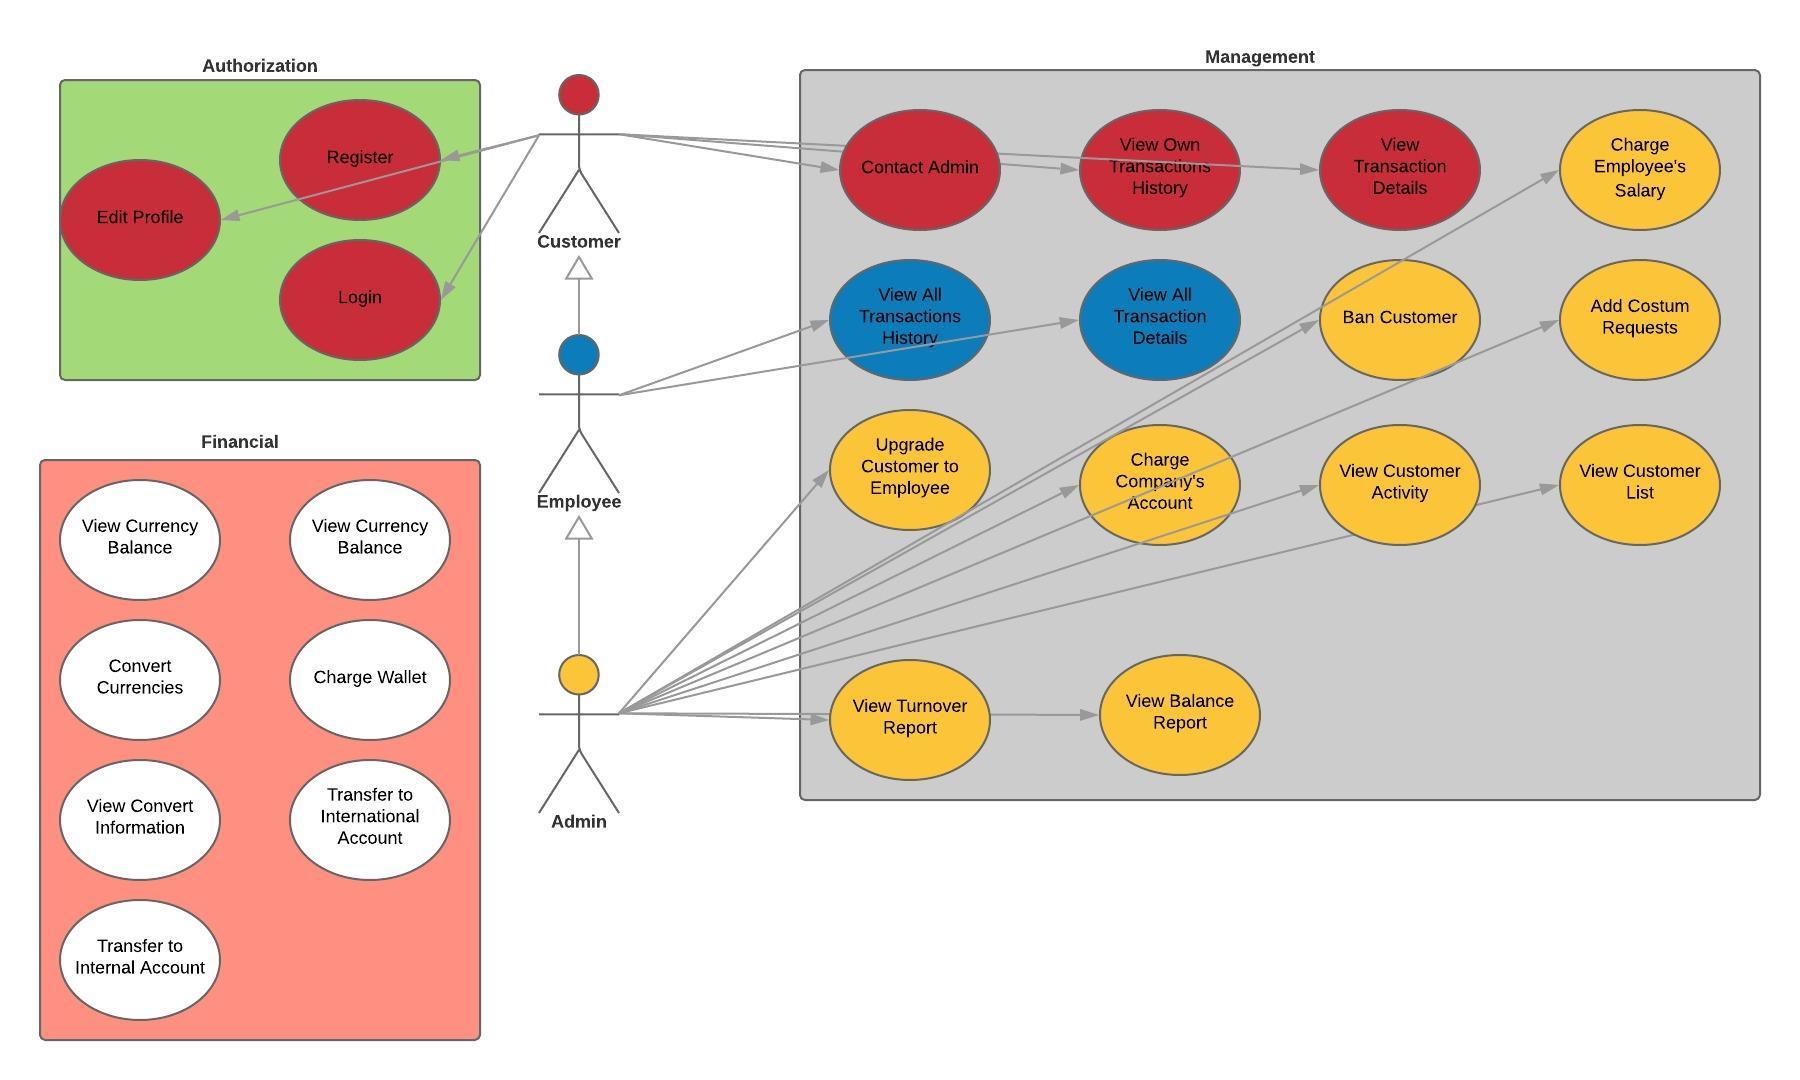 Authorization
Register
Edit Profile
Login
Customer
Employee
Admin
Management
Contact Admin
View Own
Transactions
History
View
Transaction
Details
Charge
Employee's
Salary
View All
Transactions
History
View All
Transaction
Details
Ban Customer
Add Costum
Requests
Upgrade
Customer to
Employee
Charge
Company's
Account
View Customer
Activity
View Customer
List
View Turnover
Report
View Balance
Report
Financial
View Currency
Balance
View Currency
Balance
Convert
Currencies
Charge Wallet
View Convert
Information
Transfer to
International
Account
Transfer to
Internal Account